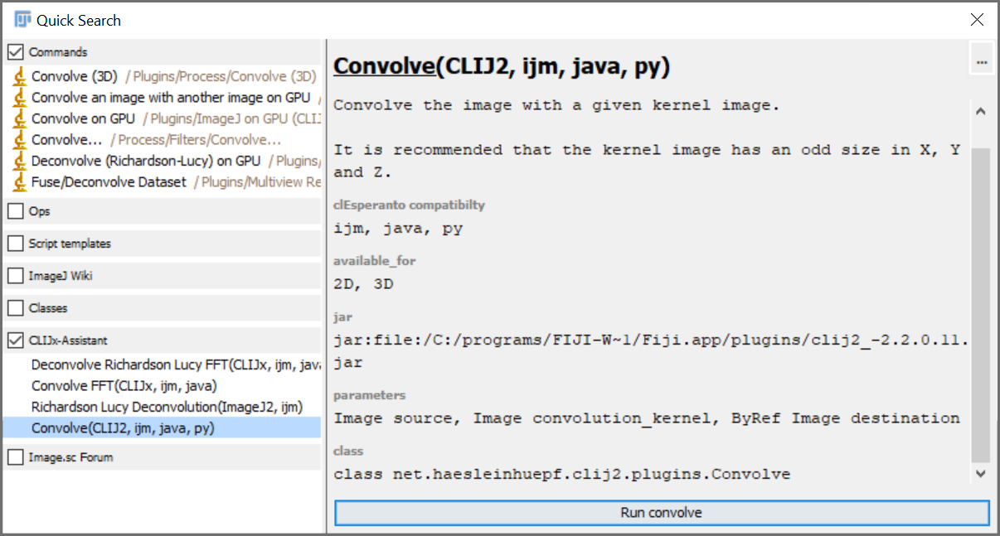 Quick Search
Commands
Convolve (3D) / Plugins/Process/Convolve (3D)
Convolve an image with another image on GPU /
Convolve on GPU / Plugins/ImageJ on GPU (CLIJ
Convolve... / Process/Filters/Convolve...
Deconvolve (Richardson-Lucy) on GPU / Plugins/
Fuse/Deconvolve Dataset / Plugins/Multiview Re
Ops
Script templates
ImageJ Wiki
Classes
CLIJx-Assistant
Deconvolve Richardson Lucy FFT(CLIJx, ijm, java
Convolve FFT(CLIJx, ijm, java)
Richardson Lucy Deconvolution(ImageJ2, ijm)
Convolve(CLIJ2, ijm, java, py)
Image.sc Forum
...
Convolve(CLIJ2, ijm, java, py)
Convolve the image with a given kernel image.
It is recommended that the kernel image has an odd size in X, Y
and Z.
clEsperanto compatibilty
ijm, java, py
available_for
2D, 3D
jar
jar:file:/C:/programs/FIJI-W~1/Fiji.app/plugins/clij2_-2.2.0.11.
jar
parameters
Image source, Image convolution_kernel, ByRef Image destination
class
class net.haesleinhuepf.clij2.plugins.Convolve
Run convolve